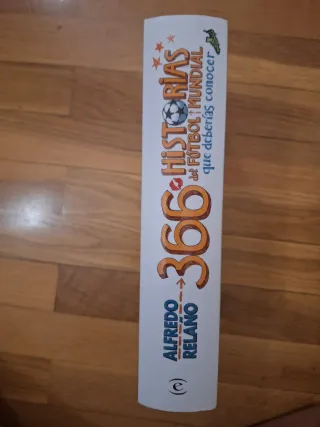 ALFREDO
RELAÑO
366
HISTORIAS
del FÚTBOL MUNDIAL
que deberías conocer
(e)